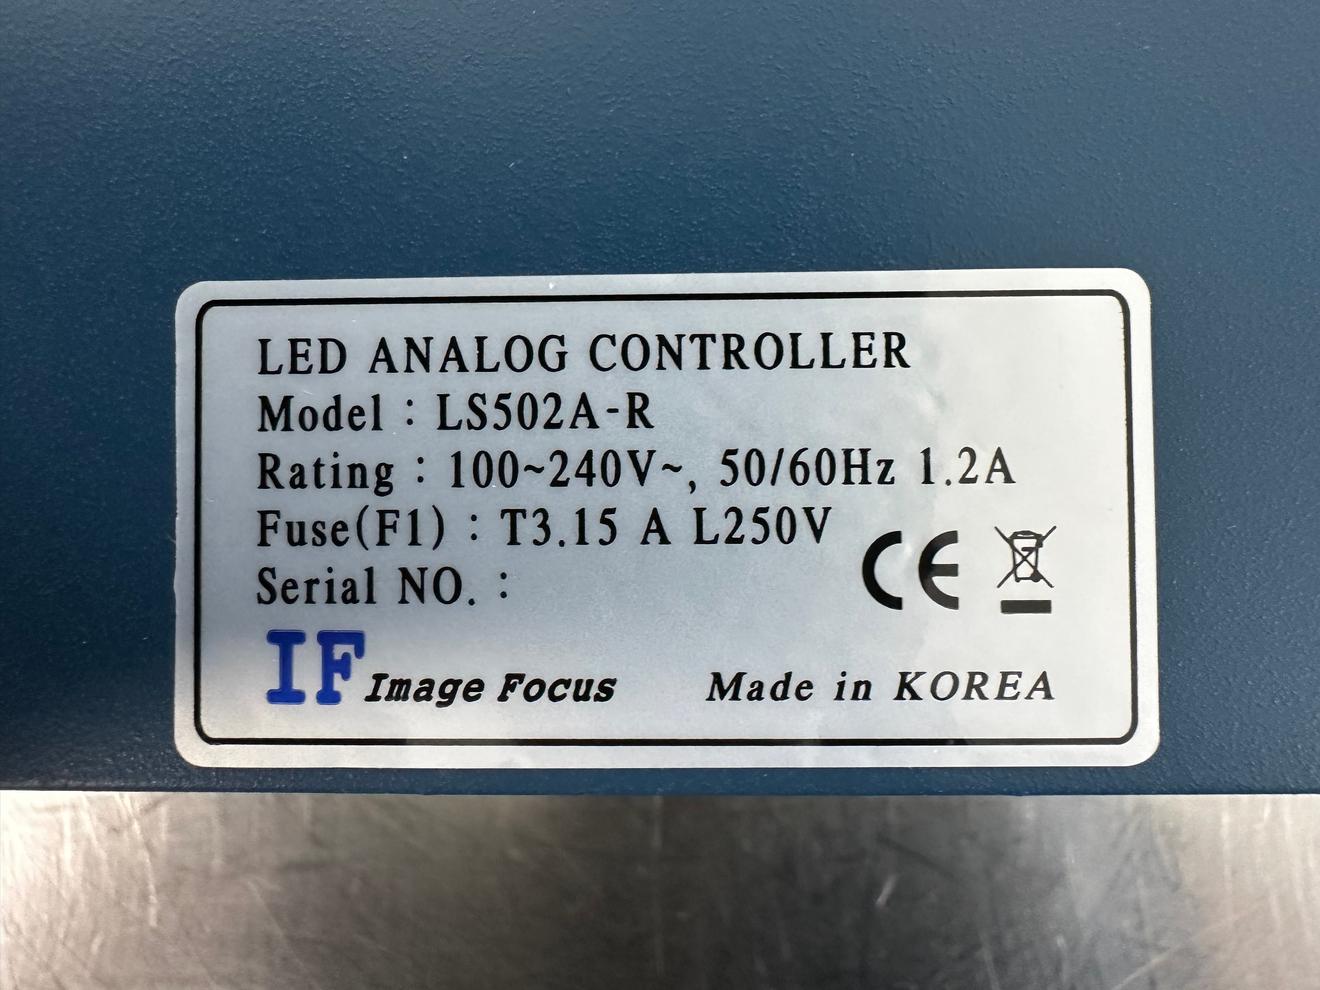 LED ANALOG CONTROLLER
Model : LS502A-R
Rating : 100~240V~, 50/60Hz 1.2A
Fuse(F1) : T3.15 A L250V
Serial NO. :
CE
IF Image Focus
Made in KOREA